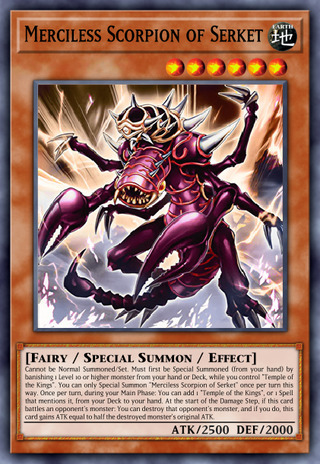 Merciless Scorpion of Serket
EARTH
地
[Fairy / Special Summon / Effect]
Cannot be Normal Summoned/Set. Must first be Special Summoned (from your hand) by
banishing 1 Level 10 or higher monster from your hand or Deck, while you control "Temple of
the Kings". You can only Special Summon "Merciless Scorpion of Serket" once per turn this
way. Once per turn, during your Main Phase: You can add 1 "Temple of the Kings", or 1 Spell
that mentions it, from your Deck to your hand. At the start of the Damage Step, if this card
battles an opponent's monster: You can destroy that opponent's monster, and if you do, this
card gains ATK equal to half the destroyed monster's original ATK.
ATK/2500 DEF/2000